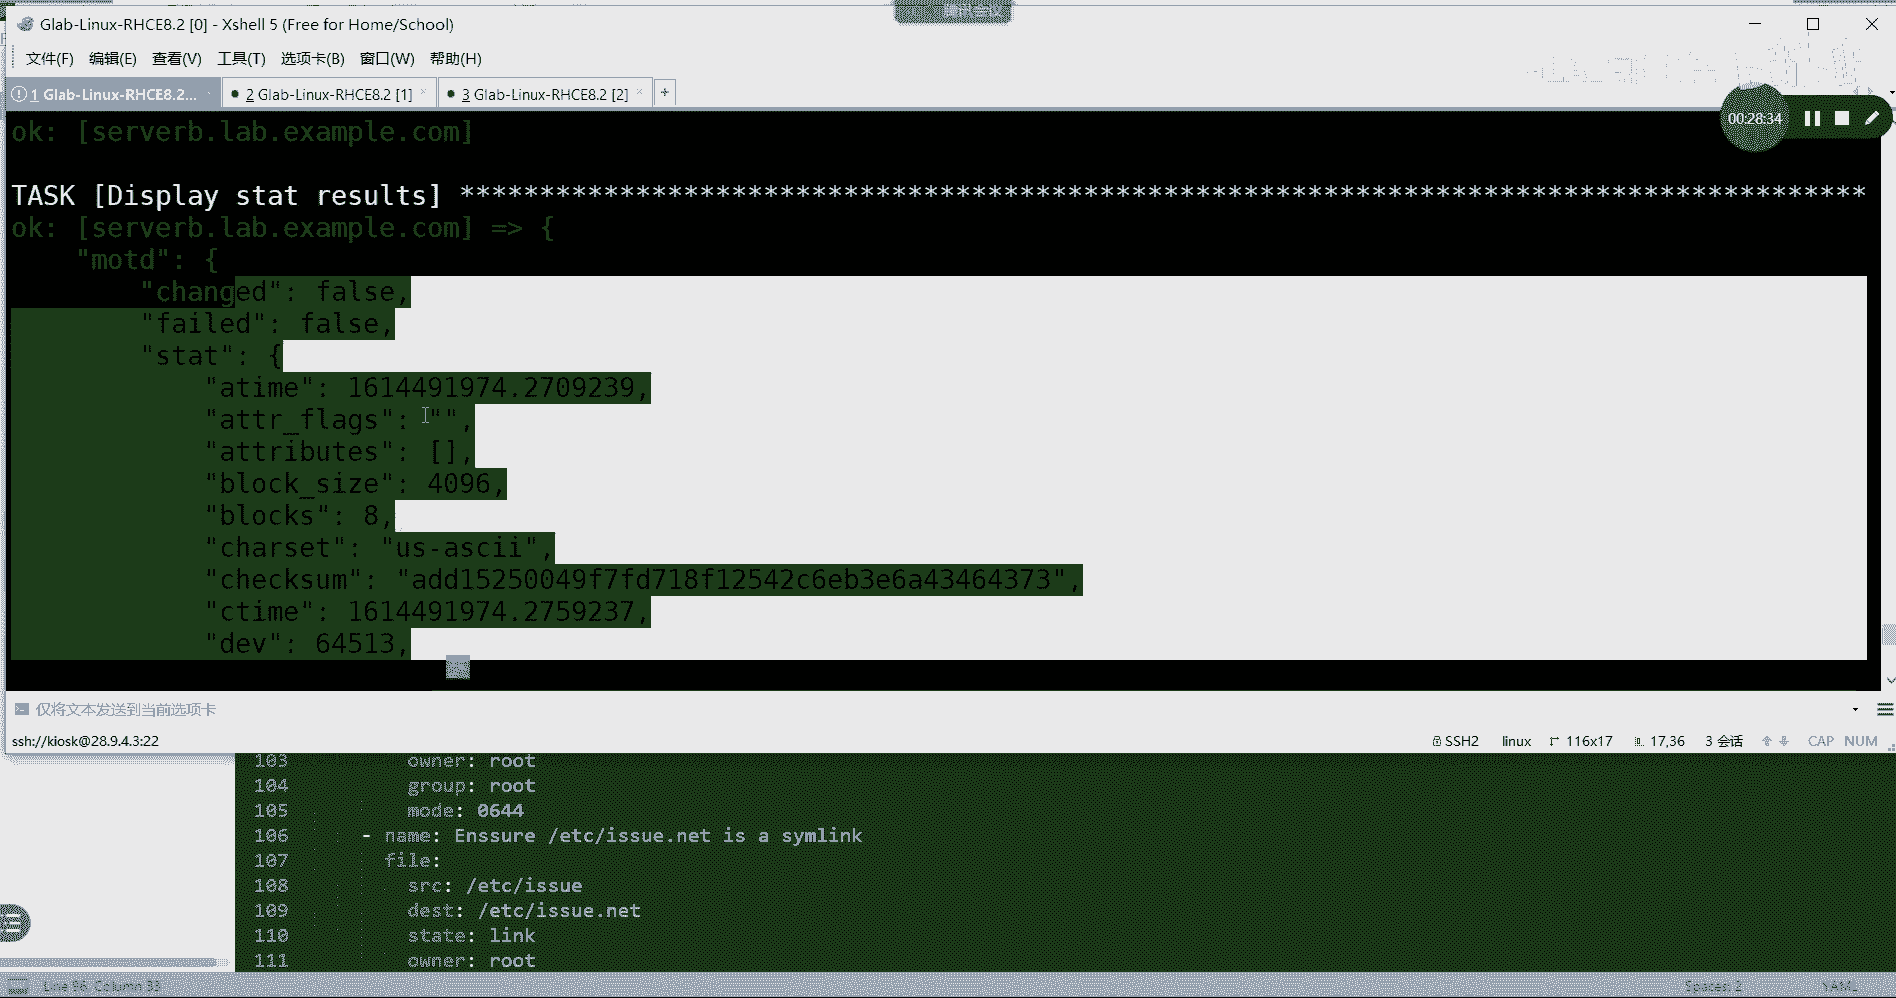 Glab-Linux-RHCE8.2 [0] - Xshell 5 (Free for Home/School)
文件(F) 编辑(E) 查看(V) 工具(T) 选项卡(B) 窗口(W) 帮助(H)
1 Glab-Linux-RHCE8.2... 2 Glab-Linux-RHCE8.2 [1] 3 Glab-Linux-RHCE8.2 [2] +
00:28:34
ok: [serverb.lab.example.com]
TASK [Display stat results] ***************************************************************************************
ok: [serverb.lab.example.com] => {
"motd": {
"changed": false,
"failed": false,
"stat": {
"atime": 1614491974.2709239,
"attr_flags": "",
"attributes": [],
"block_size": 4096,
"blocks": 8,
"charset": "us-ascii",
"checksum": "add15250049f7fd718f12542c6eb3e6a43464373",
"ctime": 1614491974.2759237,
"dev": 64513,
仅将文本发送到当前选项卡
ssh://kiosk@28.9.4.3:22 SSH2 linux 116x17 17,36 3 会话 CAP NUM
103 owner: root
104 group: root
105 mode: 0644
106 - name: Enssure /etc/issue.net is a symlink
107 file:
108 src: /etc/issue
109 dest: /etc/issue.net
110 state: link
111 owner: root
Spaces: 2 YAML